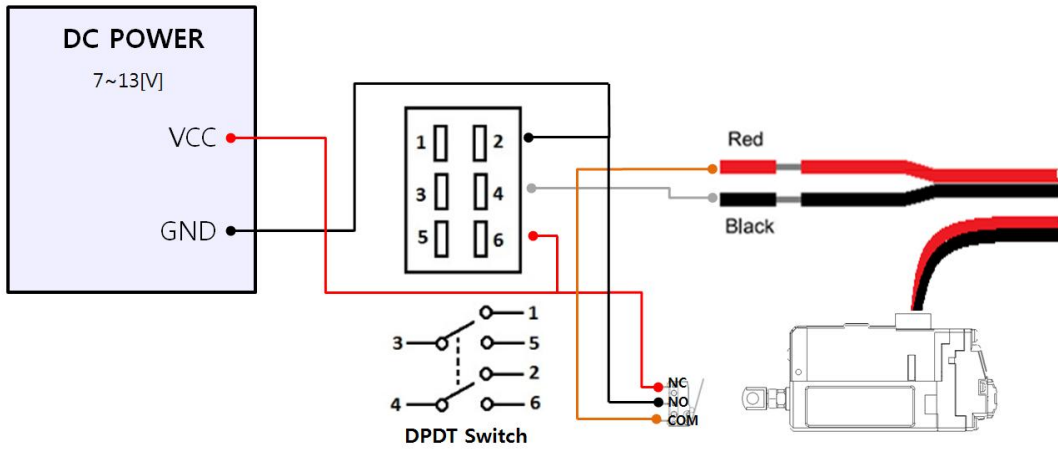 DC POWER
7~13[V]
VCC
GND
1 2
3 4
5 6
Red
Black
1
3 5
2
4 6
DPDT Switch
NC
NO
COM